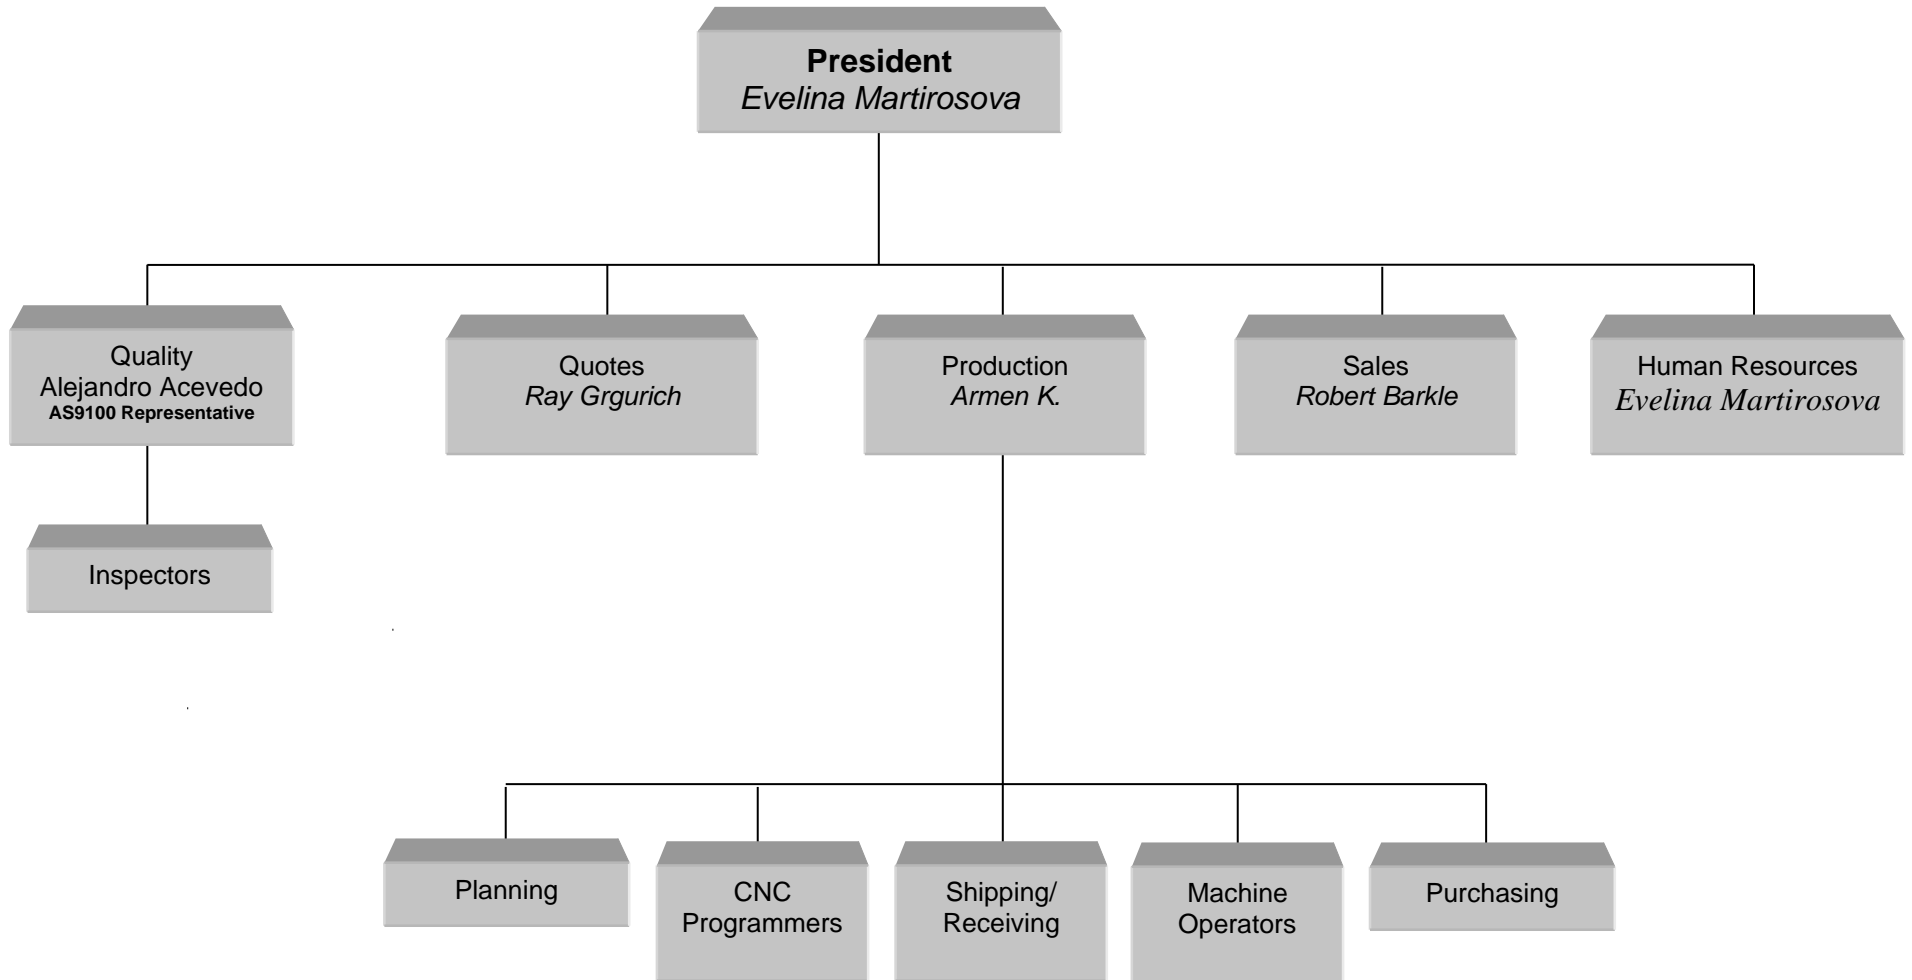 President
Evelina Martirosova
Quality
Alejandro Acevedo
AS9100 Representative
Quotes
Ray Grgurich
Production
Armen K.
Sales
Robert Barkle
Human Resources
Evelina Martirosova
Inspectors
Planning
CNC
Programmers
Shipping/
Receiving
Machine
Operators
Purchasing